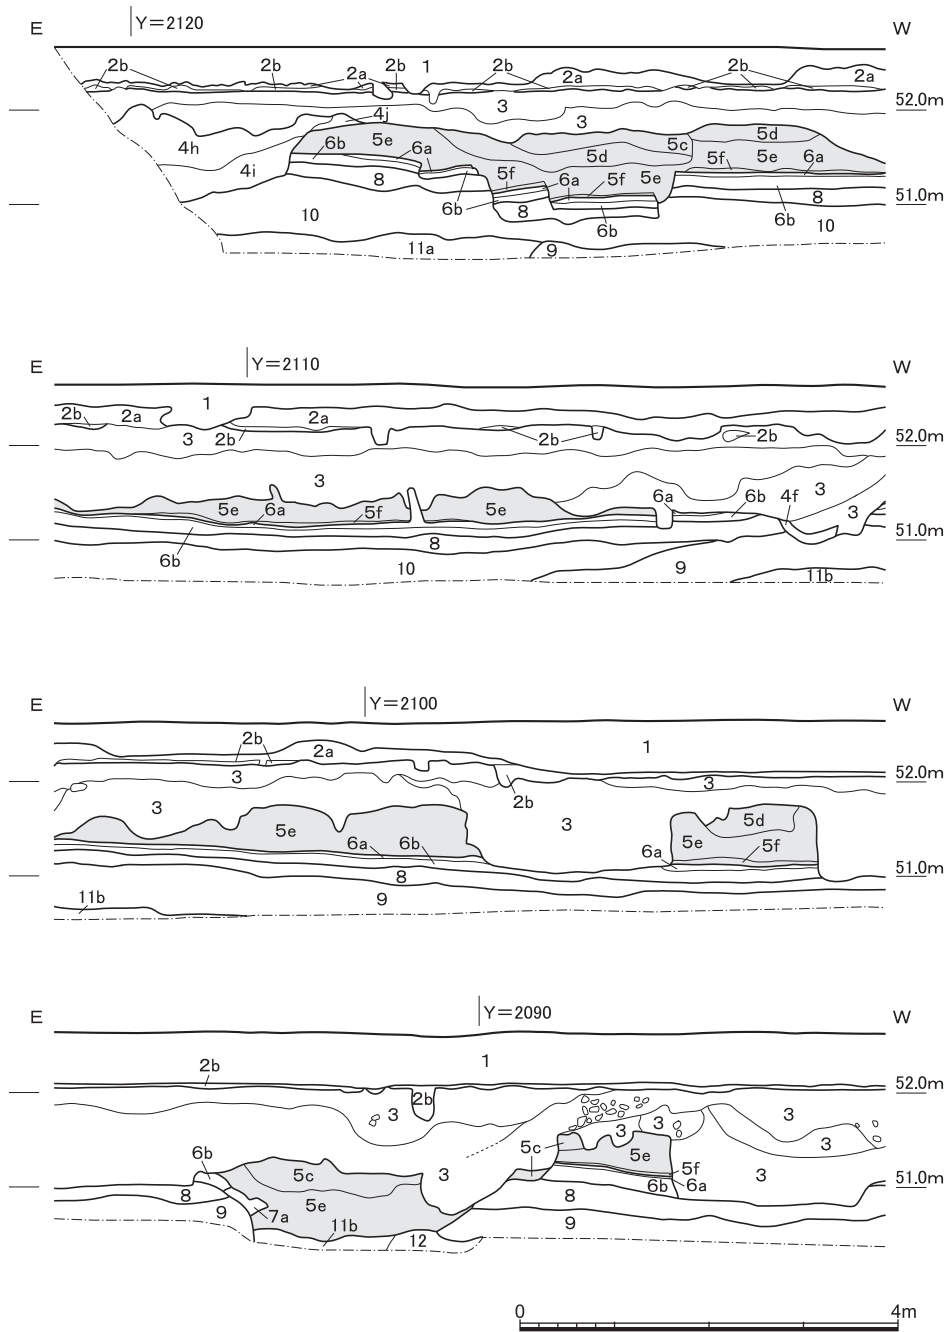 E Y=2120 W
2b 2b 2a 2b 1 2b 2a 2b 2a
52.0m
3 3
4j
4h 6b 5e 6a 5c 5d
5d 5f 5e 6a
4i 8 5f 6a 5f 5e
6b 8 6b 6b 8 51.0m
10 10
11a 9
E Y=2110 W
1
2b 2a 2a
3 2b 2b 2b 52.0m
3 3
5e 6a 5f 5e 6a 6b 4f 3
51.0m
6b 8
10 9 11b
E Y=2100 W
2b 2a 1
3 3 52.0m
2b
3 3
5e 5d
6a 6b 5e 5f
6a
8 51.0m
11b 9
E Y=2090 W
1
2b
52.0m
2b
3 3 3
3 3
6b 5c 5e
5c 3 3 5f 51.0m
8 5e 8 6b 6a
9 7a 9
11b 12
0 4m